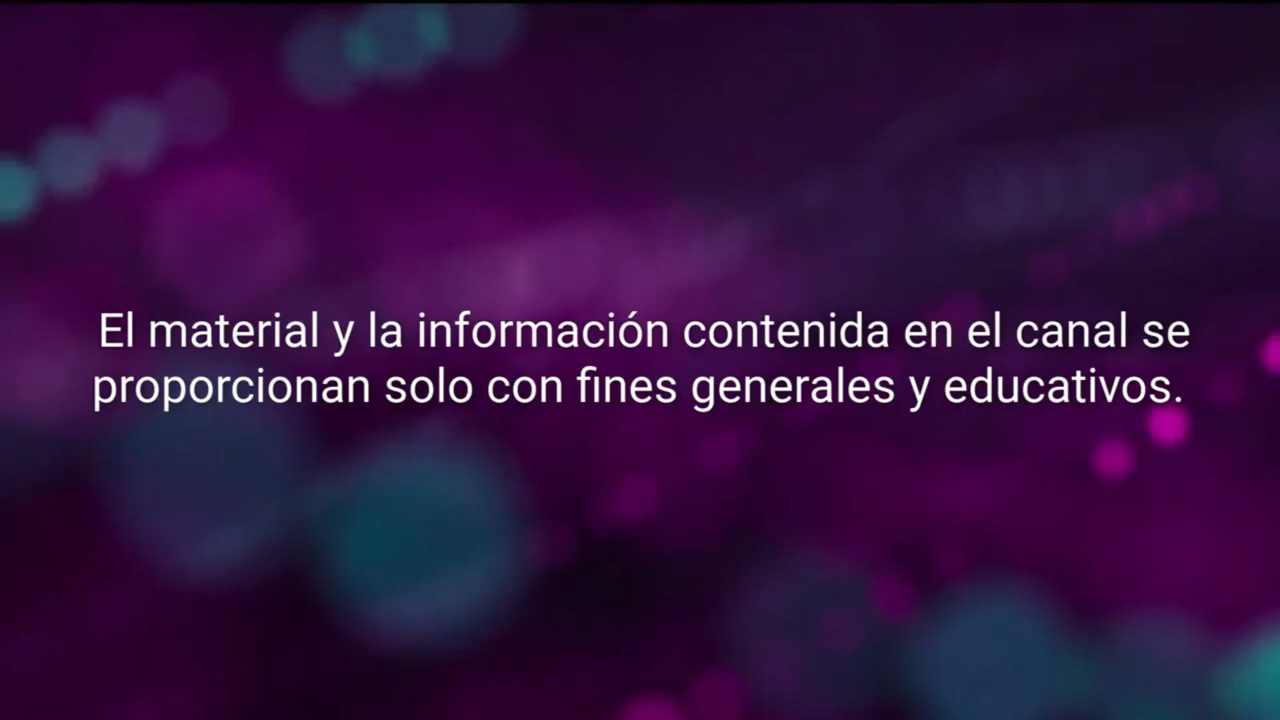 El material y la información contenida en el canal se
proporcionan solo con fines generales y educativos.